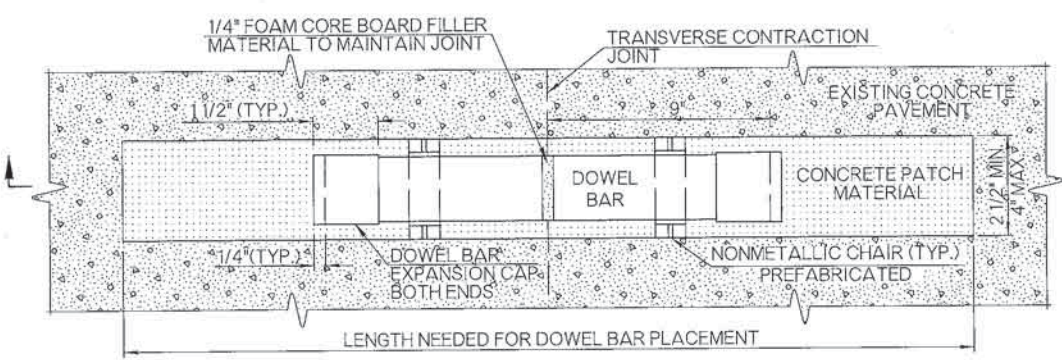 1/4" FOAM CORE BOARD FILLER
MATERIAL TO MAINTAIN JOINT
TRANSVERSE CONTRACTION
JOINT
EXISTING CONCRETE
PAVEMENT
1 1/2" (TYP.)
9"
DOWEL
BAR
CONCRETE PATCH
MATERIAL
2 1/2" MIN.
4" MAX.
1/4"(TYP.)
DOWEL BAR
EXPANSION CAP
BOTH ENDS
NONMETALLIC CHAIR (TYP.)
PREFABRICATED
LENGTH NEEDED FOR DOWEL BAR PLACEMENT